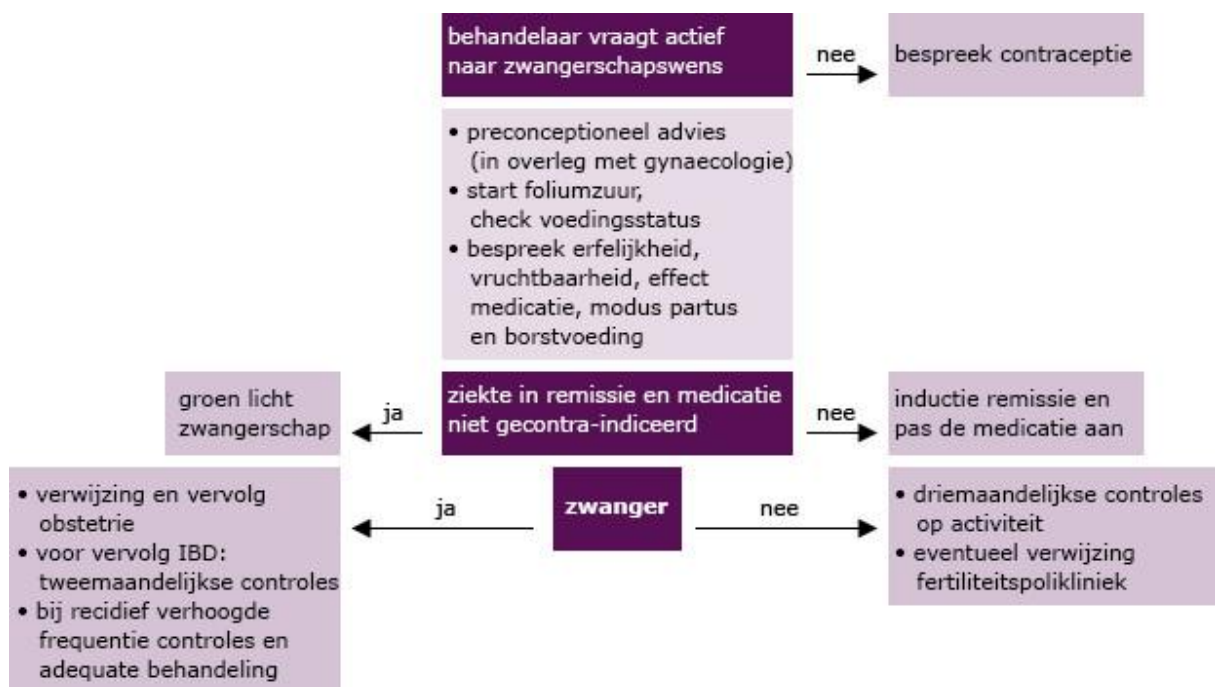 behandelaar vraagt actief
naar zwangerschapswens
nee
bespreek contraceptie
• preconceptioneel advies
(in overleg met gynaecologie)
• start foliumzuur,
check voedingsstatus
• bespreek erfelijkheid,
vruchtbaarheid, effect
medicatie, modus partus
en borstvoeding
groen licht
zwangerschap
ja
ziekte in remissie en medicatie
niet gecontra-indiceerd
nee
inductie remissie en
pas de medicatie aan
• verwijzing en vervolg
obstetrie
• voor vervolg IBD:
tweemaandelijkse controles
• bij recidief verhoogde
frequentie controles en
adequate behandeling
ja
zwanger
nee
• driemaandelijkse controles
op activiteit
• eventueel verwijzing
fertiliteitspolikliniek